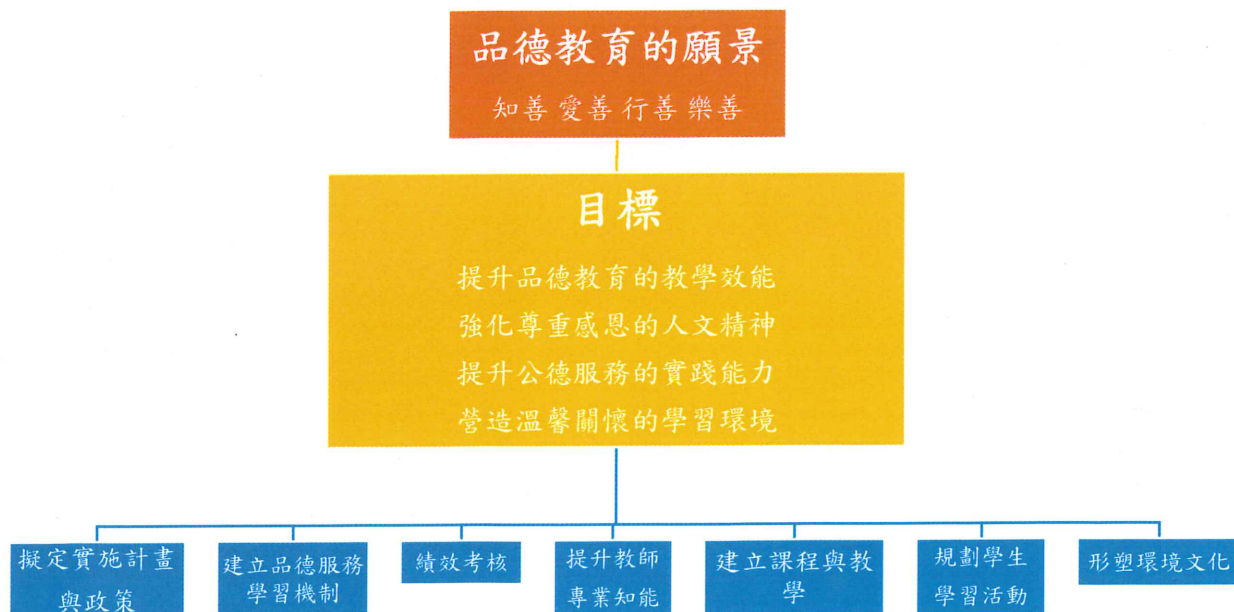 品德教育的願景
知善 愛善 行善 樂善
目標
提升品德教育的教學效能
強化尊重感恩的人文精神
提升公德服務的實踐能力
營造溫馨關懷的學習環境
擬定實施計畫
與政策
建立品德服務
學習機制
績效考核
提升教師
專業知能
建立課程與教
學
規劃學生
學習活動
形塑環境文化